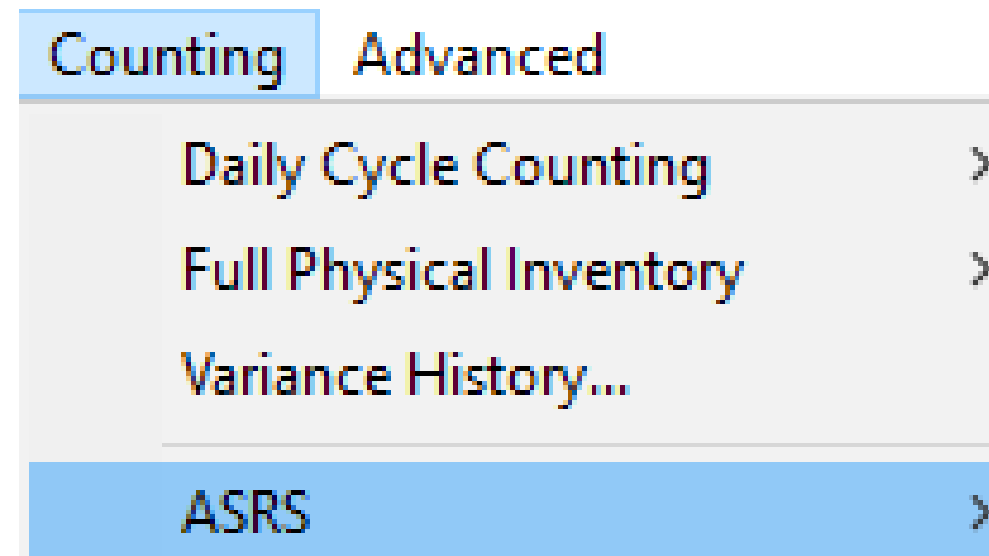 Counting Advanced
Daily Cycle Counting
Full Physical Inventory
Variance History...
ASRS